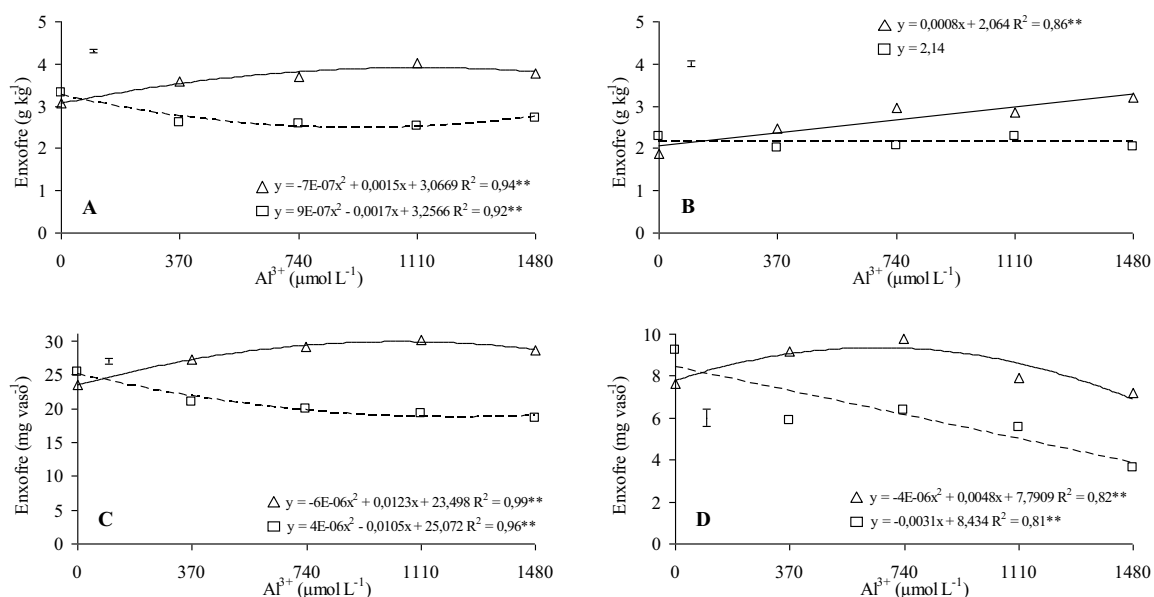 Enxofre (g kg-1)
5
4
3
2
1
0
A
y = -7E-07x² + 0,0015x + 3,0669 R² = 0,94**
y = 9E-07x² - 0,0017x + 3,2566 R² = 0,92**
0 370 740 1110 1480
Al³⁺ (μmol L⁻¹)
Enxofre (g kg-1)
5
4
3
2
1
0
y = 0,0008x + 2,064 R² = 0,86**
y = 2,14
B
0 370 740 1110 1480
Al³⁺ (μmol L⁻¹)
Enxofre (mg vaso-1)
30
25
20
15
10
5
0
C
y = -6E-06x² + 0,0123x + 23,498 R² = 0,99**
y = 4E-06x² - 0,0105x + 25,072 R² = 0,96**
0 370 740 1110 1480
Al³⁺ (μmol L⁻¹)
Enxofre (mg vaso-1)
10
8
6
4
2
0
D
y = -4E-06x² + 0,0048x + 7,7909 R² = 0,82**
y = -0,0031x + 8,434 R² = 0,81**
0 370 740 1110 1480
Al³⁺ (μmol L⁻¹)